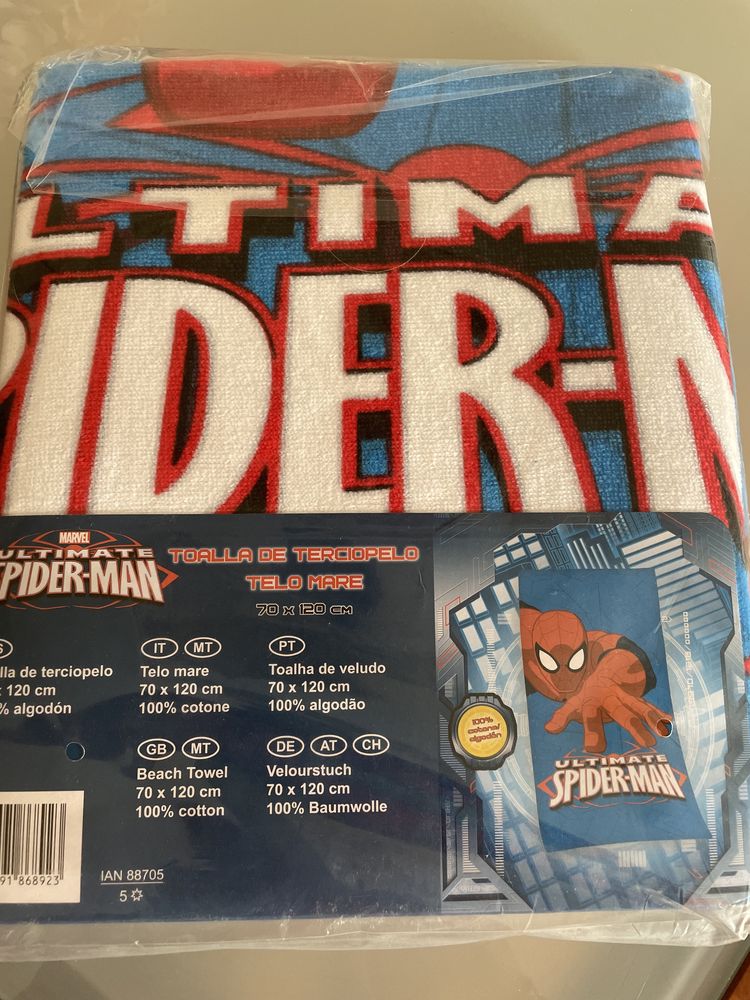 LTIMA
PIDER-M
MARVEL
ULTIMATE
SPIDER-MAN
TOALLA DE TERCIOPELO
TELO MARE
70 x 120 cm
lla de terciopelo
x 120 cm
% algodón
IT MT
Telo mare
70 x 120 cm
100% cotone
PT
Toalha de veludo
70 x 120 cm
100% algodão
GB MT
Beach Towel
70 x 120 cm
100% cotton
DE AT CH
Velourstuch
70 x 120 cm
100% Baumwolle
91 868923
IAN 88705
5
100%
cotone/
algodón
ULTIMATE
SPIDER-MAN